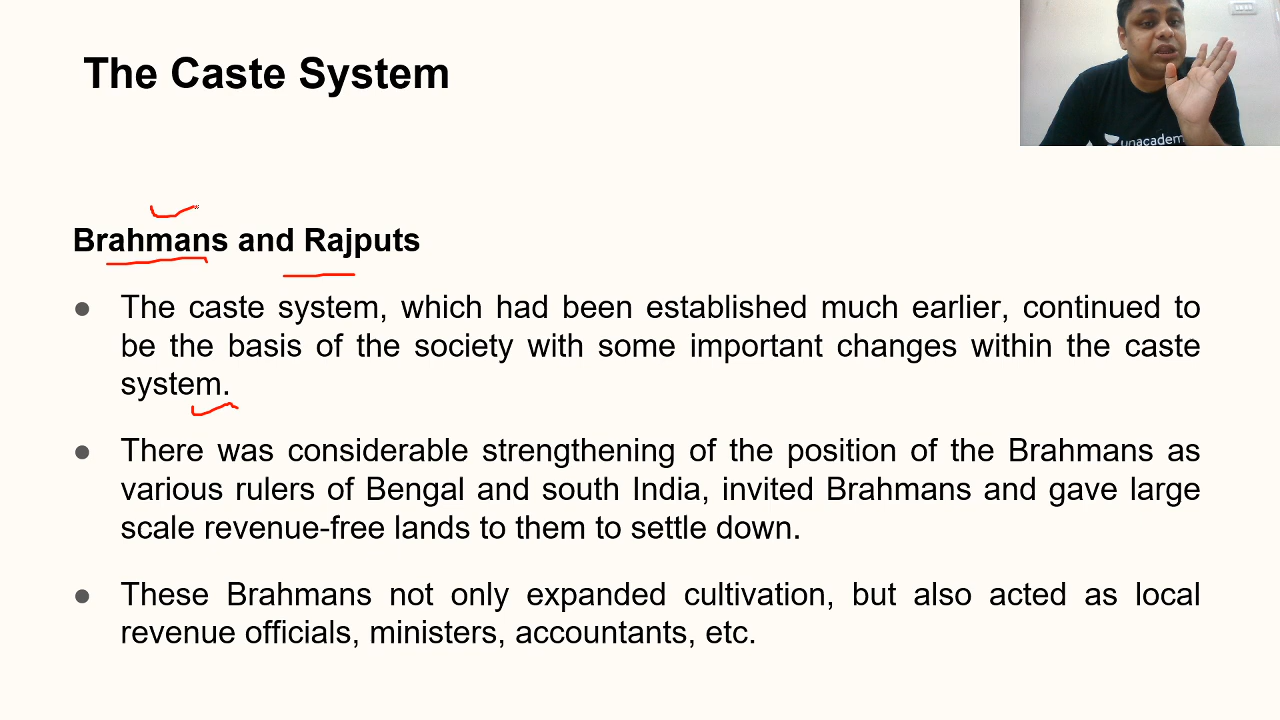 The Caste System
unacadem
Brahmans and Rajputs
● The caste system, which had been established much earlier, continued to
be the basis of the society with some important changes within the caste
system.
● There was considerable strengthening of the position of the Brahmans as
various rulers of Bengal and south India, invited Brahmans and gave large
scale revenue-free lands to them to settle down.
● These Brahmans not only expanded cultivation, but also acted as local
revenue officials, ministers, accountants, etc.